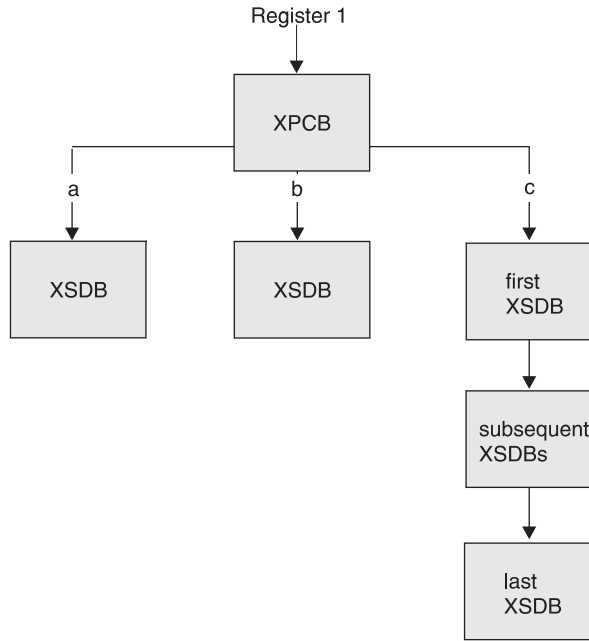 Register 1
XPCB
a
b
c
XSDB
XSDB
first
XSDB
subsequent
XSDBs
last
XSDB